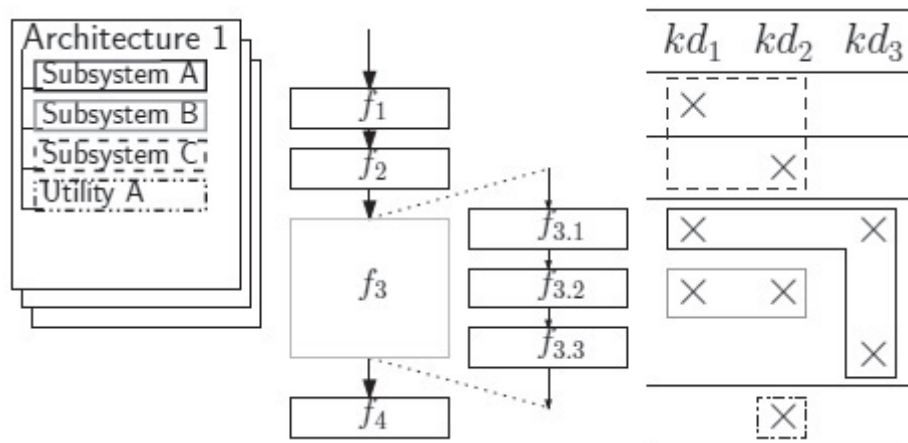 Architecture 1
Subsystem A
Subsystem B
Subsystem C
Utility A
f1
f2
f3
f4
f3.1
f3.2
f3.3
kd1 kd2 kd3
×
×
× ×
× ×
×
×